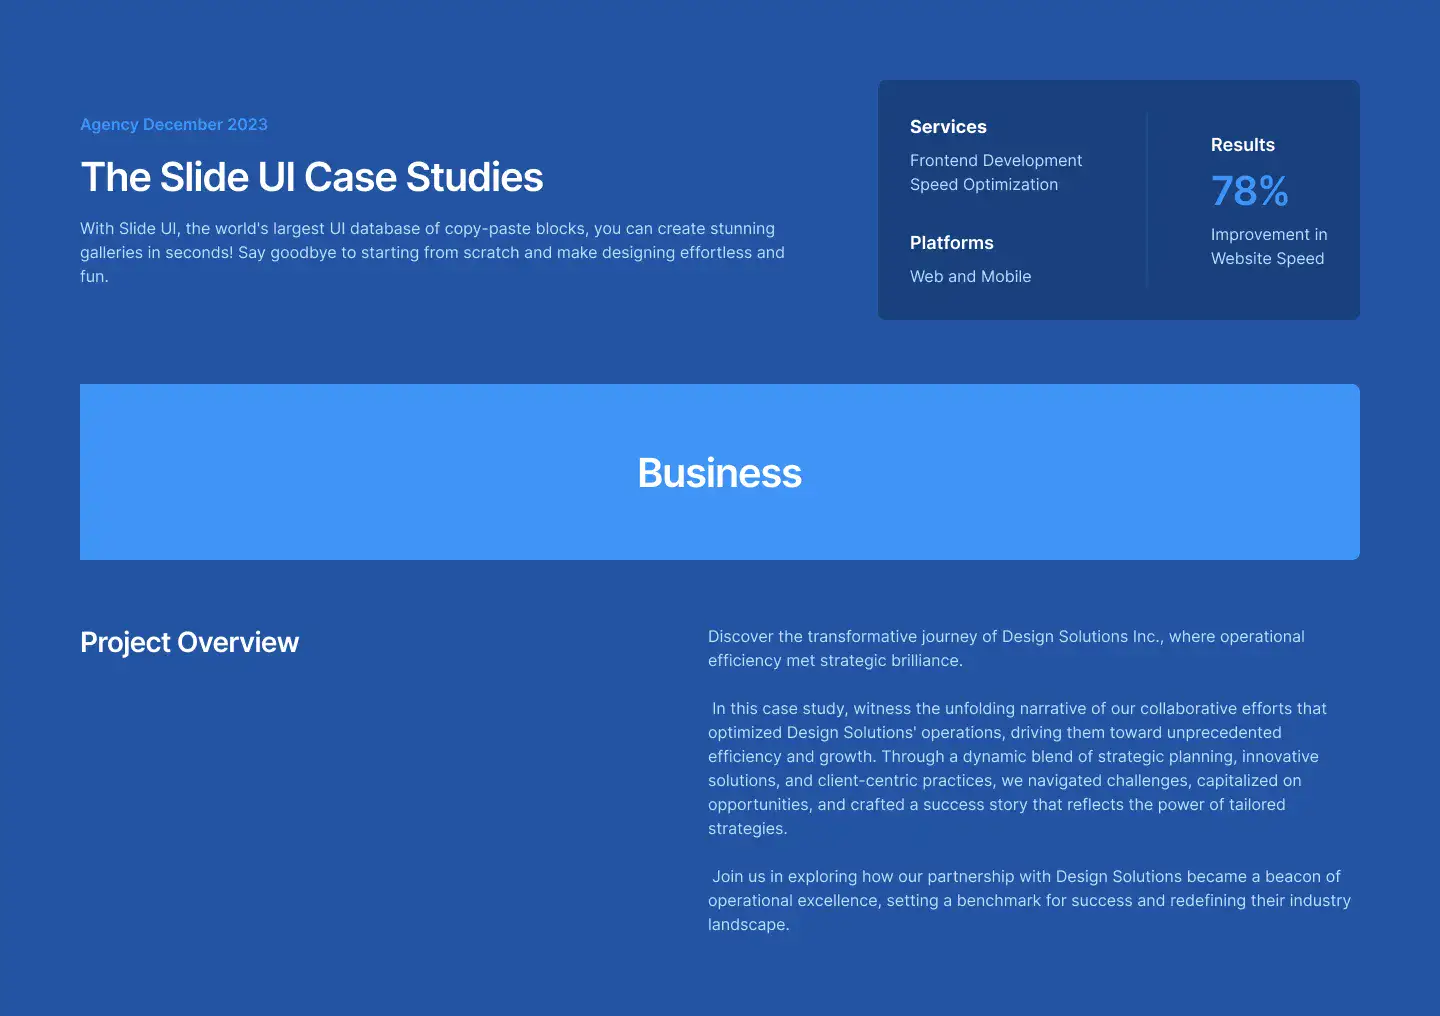 Agency December 2023
The Slide UI Case Studies
With Slide UI, the world's largest UI database of copy-paste blocks, you can create stunning
galleries in seconds! Say goodbye to starting from scratch and make designing effortless and
fun.
Services
Frontend Development
Speed Optimization
Platforms
Web and Mobile
Results
78%
Improvement in
Website Speed
Business
Project Overview
Discover the transformative journey of Design Solutions Inc., where operational
efficiency met strategic brilliance.
In this case study, witness the unfolding narrative of our collaborative efforts that
optimized Design Solutions' operations, driving them toward unprecedented
efficiency and growth. Through a dynamic blend of strategic planning, innovative
solutions, and client-centric practices, we navigated challenges, capitalized on
opportunities, and crafted a success story that reflects the power of tailored
strategies.
Join us in exploring how our partnership with Design Solutions became a beacon of
operational excellence, setting a benchmark for success and redefining their industry
landscape.